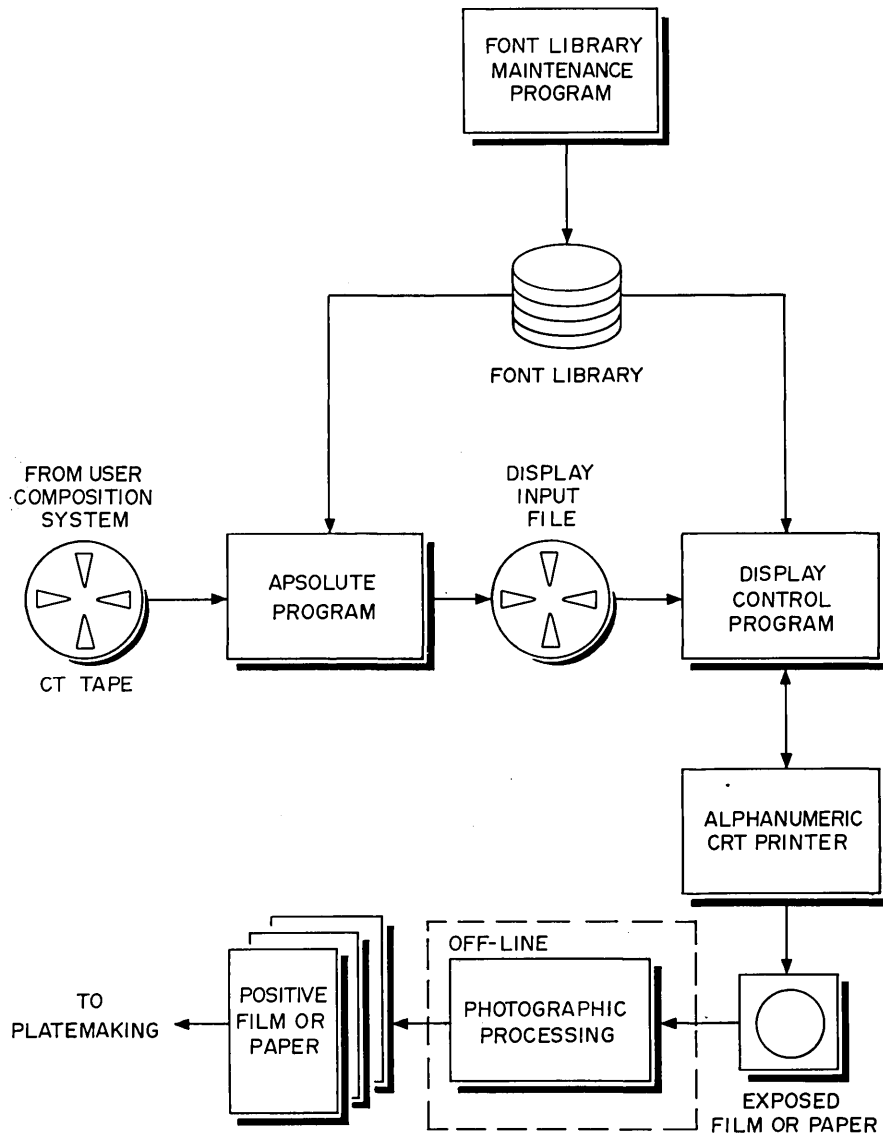 FONT LIBRARY
MAINTENANCE
PROGRAM
FONT LIBRARY
FROM USER
COMPOSITION
SYSTEM
CT TAPE
APSOLUTE
PROGRAM
DISPLAY
INPUT
FILE
DISPLAY
CONTROL
PROGRAM
ALPHANUMERIC
CRT PRINTER
EXPOSED
FILM OR PAPER
OFF-LINE
PHOTOGRAPHIC
PROCESSING
POSITIVE
FILM OR
PAPER
TO
PLATEMAKING